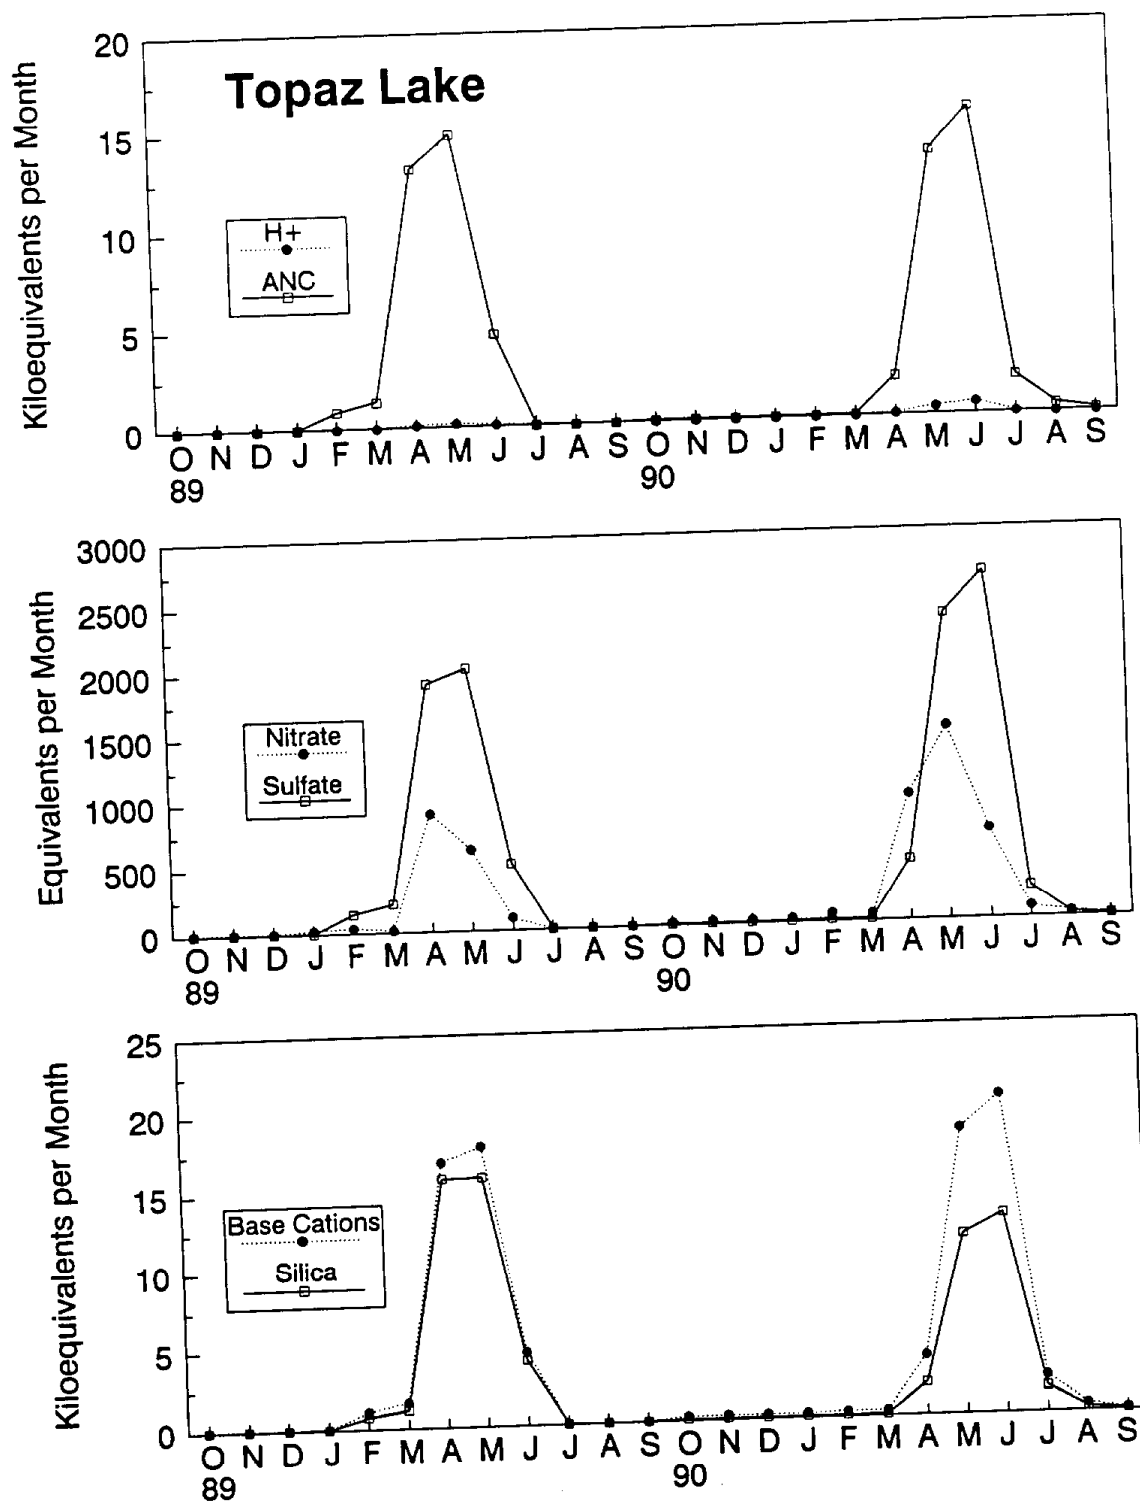 Topaz Lake
Kiloequivalents per Month
20
15
10
5
0
H+
ANC
O N D J F M A M J J A S O N D J F M A M J J A S
89 90
Equivalents per Month
3000
2500
2000
1500
1000
500
0
Nitrate
Sulfate
O N D J F M A M J J A S O N D J F M A M J J A S
89 90
Kiloequivalents per Month
25
20
15
10
5
0
Base Cations
Silica
O N D J F M A M J J A S O N D J F M A M J J A S
89 90